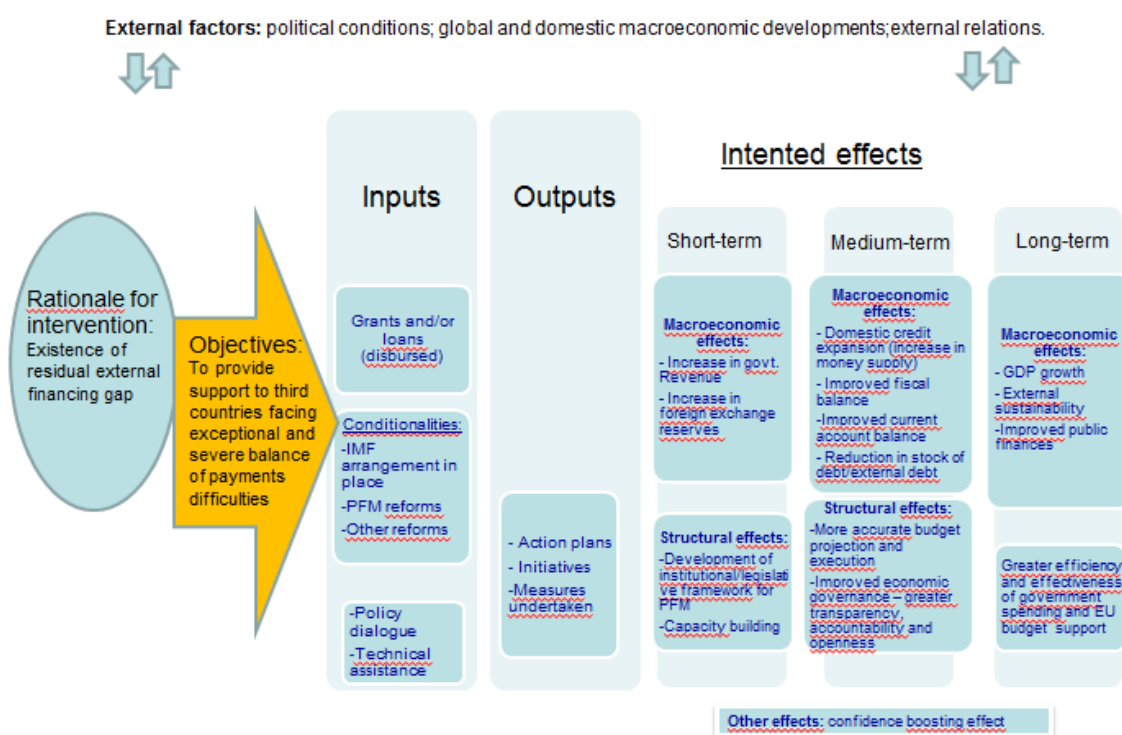 External factors: political conditions; global and domestic macroeconomic developments;external relations.
Rationale for
intervention:
Existence of
residual external
financing gap
Objectives:
To provide
support to third
countries facing
exceptional and
severe balance
of payments
difficulties
Inputs
Grants and/or
loans
(disbursed)
Conditionalities:
-IMF
arrangement in
place
-PFM reforms
-Other reforms
-Policy
dialogue
-Technical
assistance
Outputs
- Action plans
- Initiatives
-Measures
undertaken
Intented effects
Short-term
Macroeconomic
effects:
- Increase in govt.
Revenue
- Increase in
foreign exchange
reserves
Structural effects:
-Development of
institutional/legislati
ve framework for
PFM
-Capacity building
Medium-term
Macroeconomic
effects:
- Domestic credit
expansion (increase in
money supply)
- Improved fiscal
balance
-Improved current
account balance
- Reduction in stock of
debt/external debt
Structural effects:
-More accurate budget
projection and
execution
-Improved economic
governance – greater
transparency,
accountability and
openness
Long-term
Macroeconomic
effects:
- GDP growth
- External
sustainability
-Improved public
finances
Greater efficiency
and effectiveness
of government
spending and EU
budget support
Other effects: confidence boosting effect